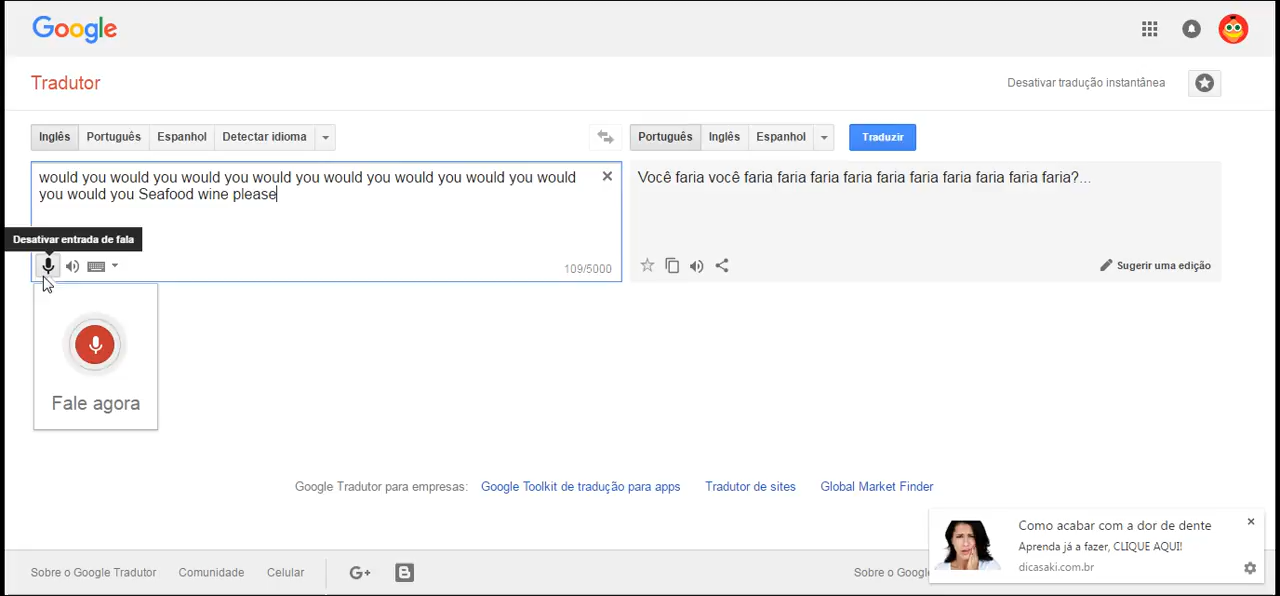 Google
Tradutor
Desativar tradução instantânea
Inglês Português Espanhol Detectar idioma
Português Inglês Espanhol Traduzir
would you would you would you would you would you would you would you would
you would you Seafood wine please
Você faria você faria faria faria faria faria faria faria faria faria faria?...
Desativar entrada de fala
109/5000
Sugerir uma edição
Fale agora
Google Tradutor para empresas: Google Toolkit de tradução para apps Tradutor de sites Global Market Finder
Como acabar com a dor de dente
Aprenda já a fazer, CLIQUE AQUI!
dicasaki.com.br
Sobre o Google Tradutor Comunidade Celular G+ B Sobre o Google